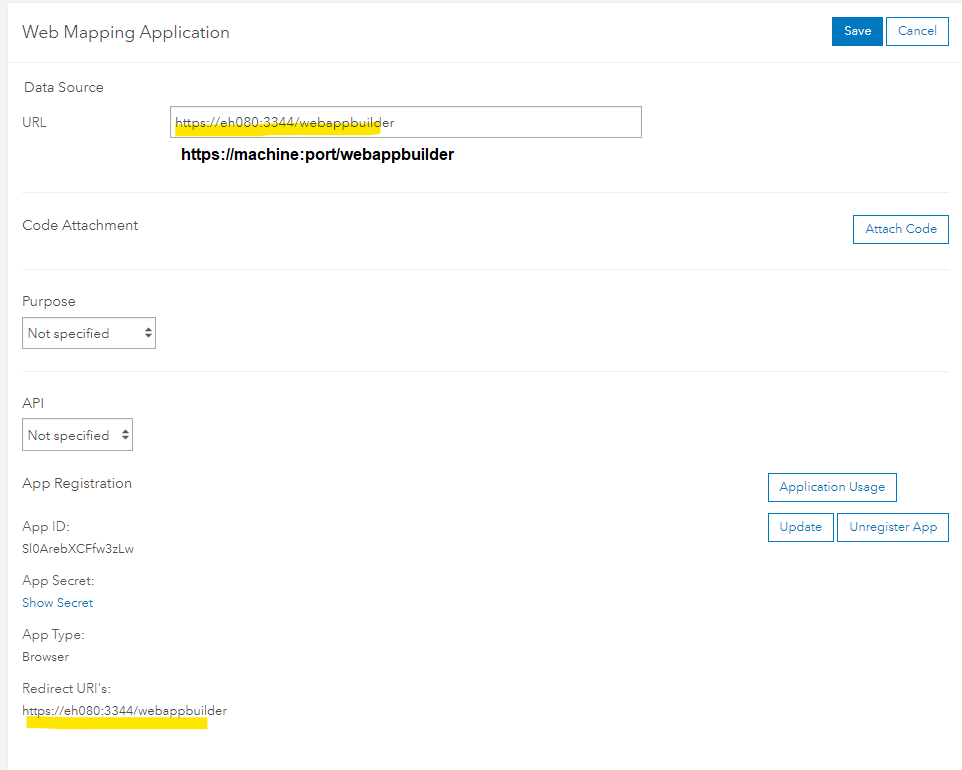 Web Mapping Application
Save
Cancel
Data Source
URL
https://eh080:3344/webappbuilder
https://machine:port/webappbuilder
Code Attachment
Attach Code
Purpose
Not specified
API
Not specified
App Registration
Application Usage
App ID:
Update
Unregister App
Sl0ArebXCFfw3zLw
App Secret:
Show Secret
App Type:
Browser
Redirect URI's:
https://eh080:3344/webappbuilder